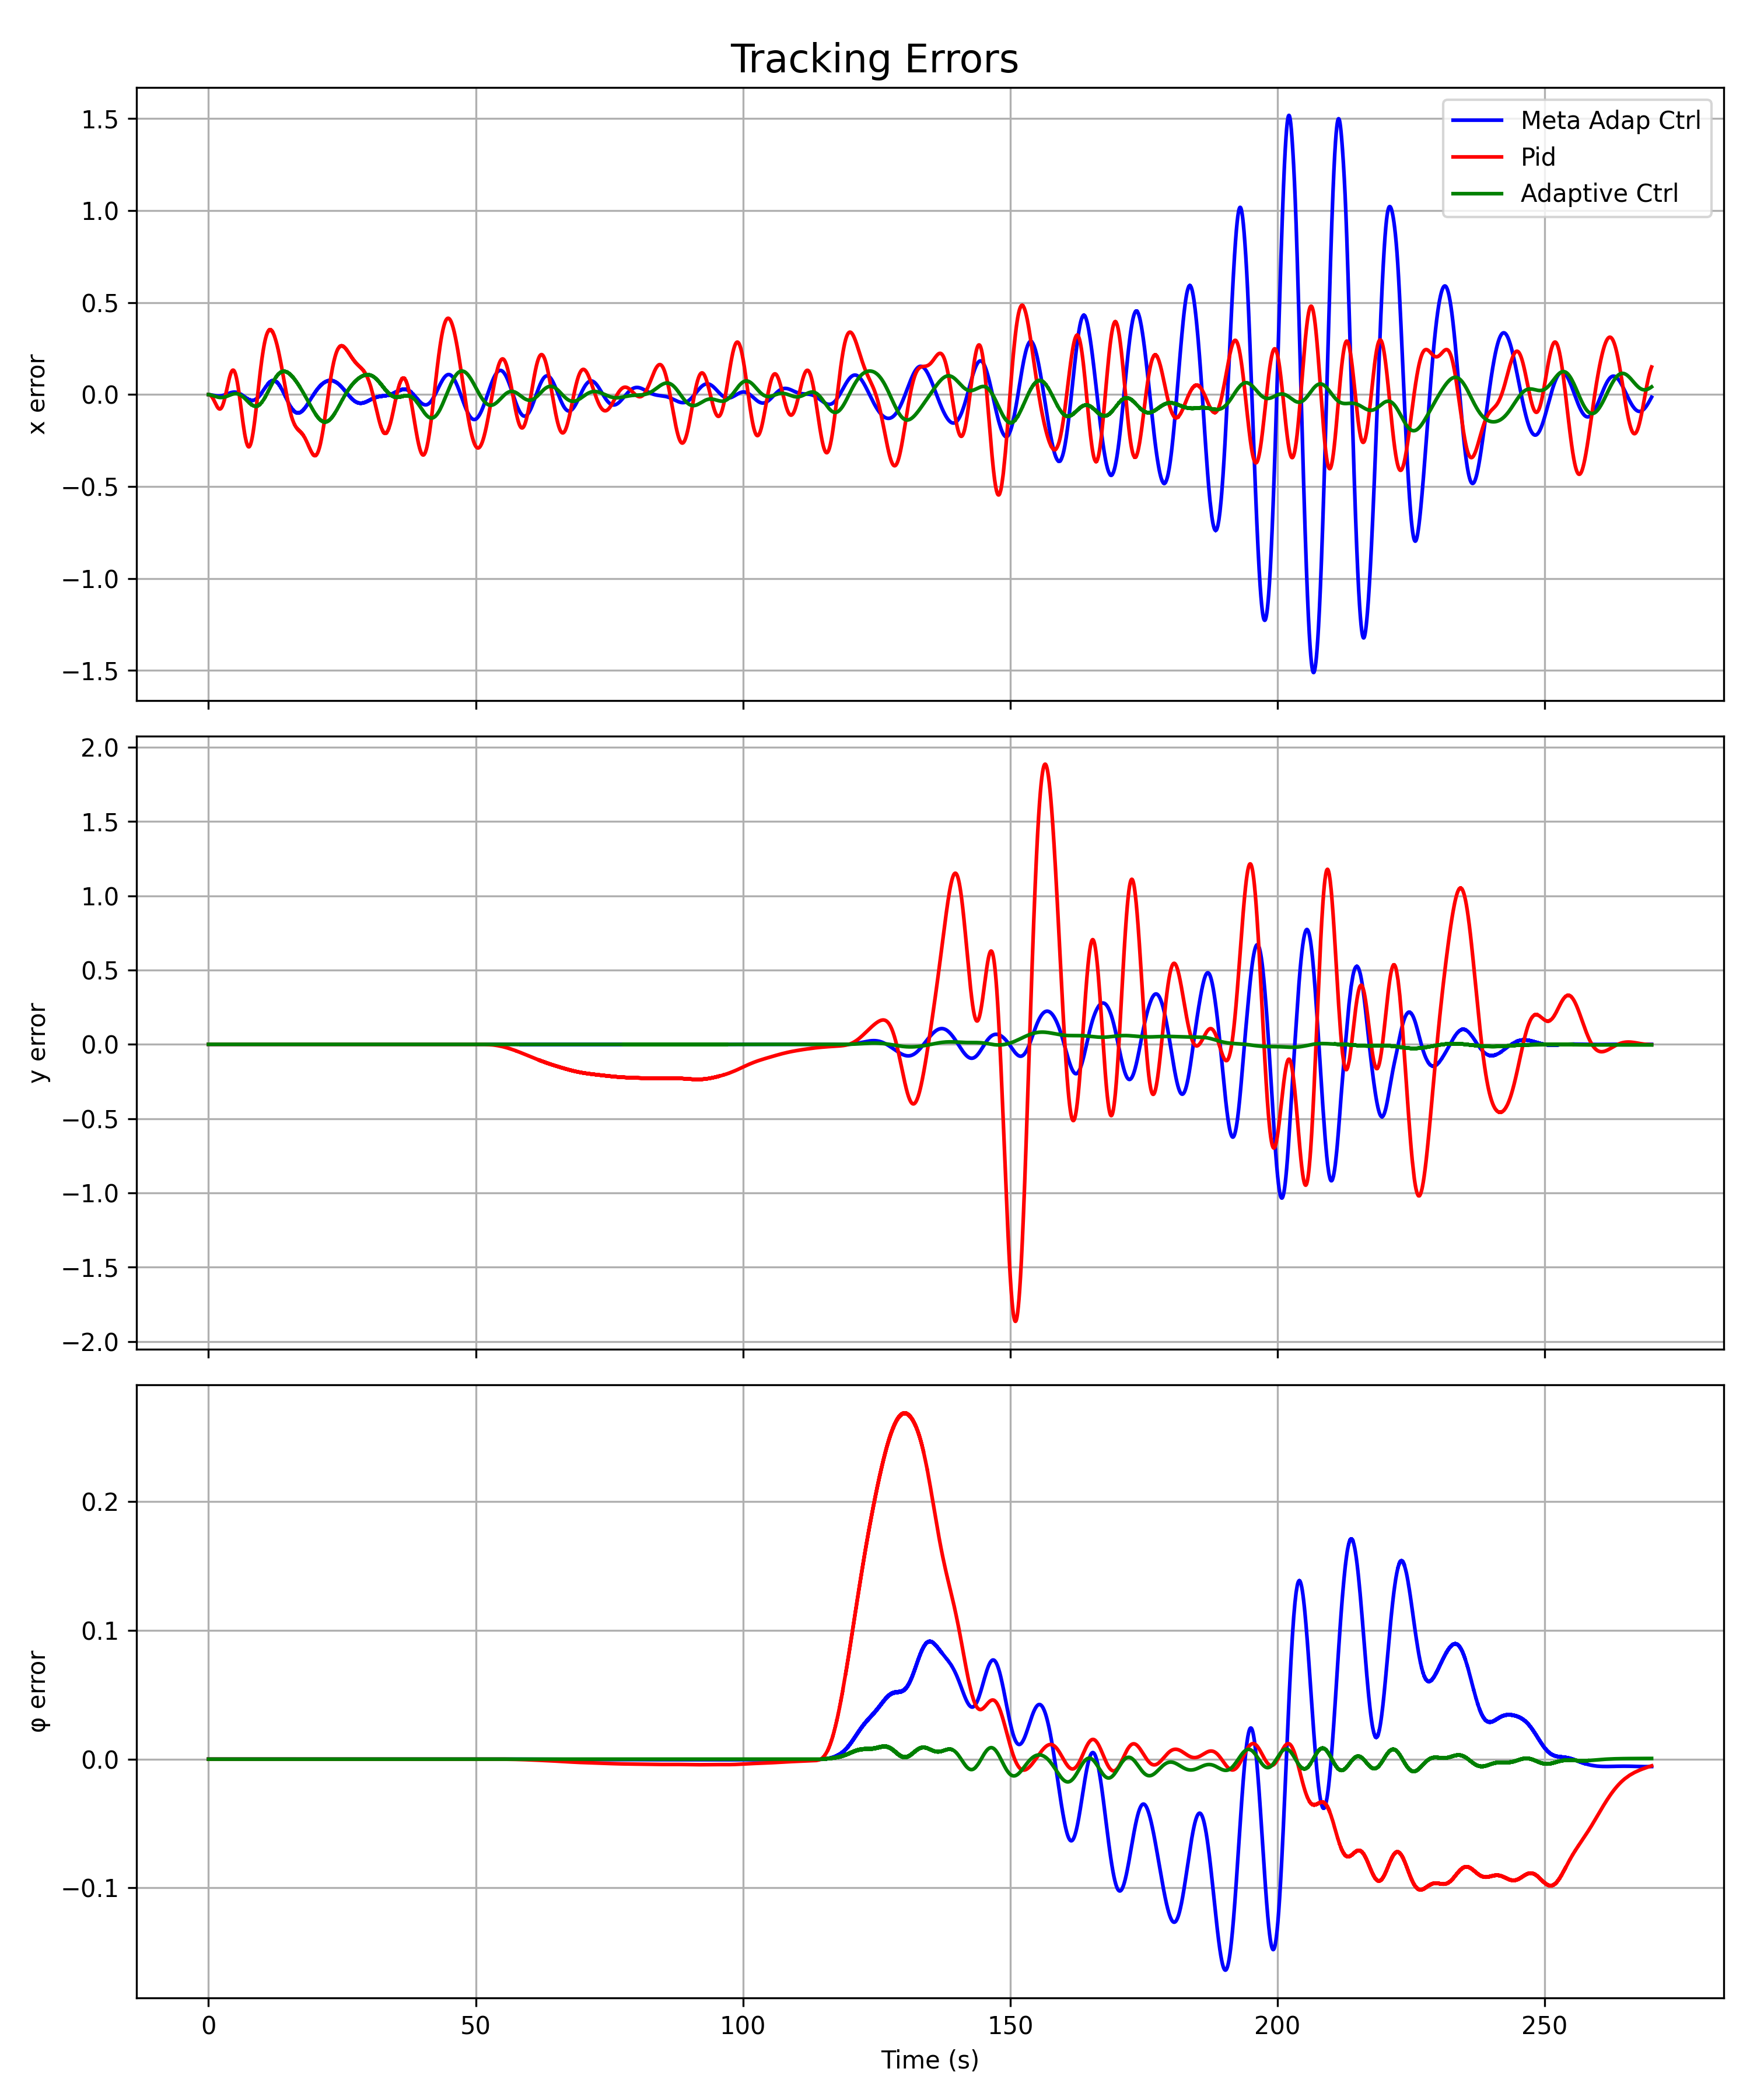 Tracking Errors
x error
1.5
1.0
0.5
0.0
−0.5
−1.0
−1.5
Meta Adap Ctrl
Pid
Adaptive Ctrl
y error
2.0
1.5
1.0
0.5
0.0
−0.5
−1.0
−1.5
−2.0
φ error
0.2
0.1
0.0
−0.1
0 50 100 150 200 250
Time (s)